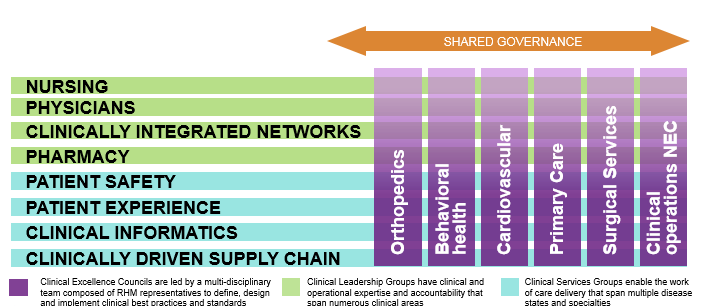 SHARED GOVERNANCE
NURSING
PHYSICIANS
CLINICALLY INTEGRATED NETWORKS
PHARMACY
PATIENT SAFETY
PATIENT EXPERIENCE
CLINICAL INFORMATICS
CLINICALLY DRIVEN SUPPLY CHAIN
Orthopedics
Behavioral
health
Cardiovascular
Primary Care
Surgical Services
Clinical
operations NEC
Clinical Excellence Councils are led by a multi-disciplinary
team composed of RHM representatives to define, design
and implement clinical best practices and standards
Clinical Leadership Groups have clinical and
operational expertise and accountability that
span numerous clinical areas
Clinical Services Groups enable the work
of care delivery that span multiple disease
states and specialties